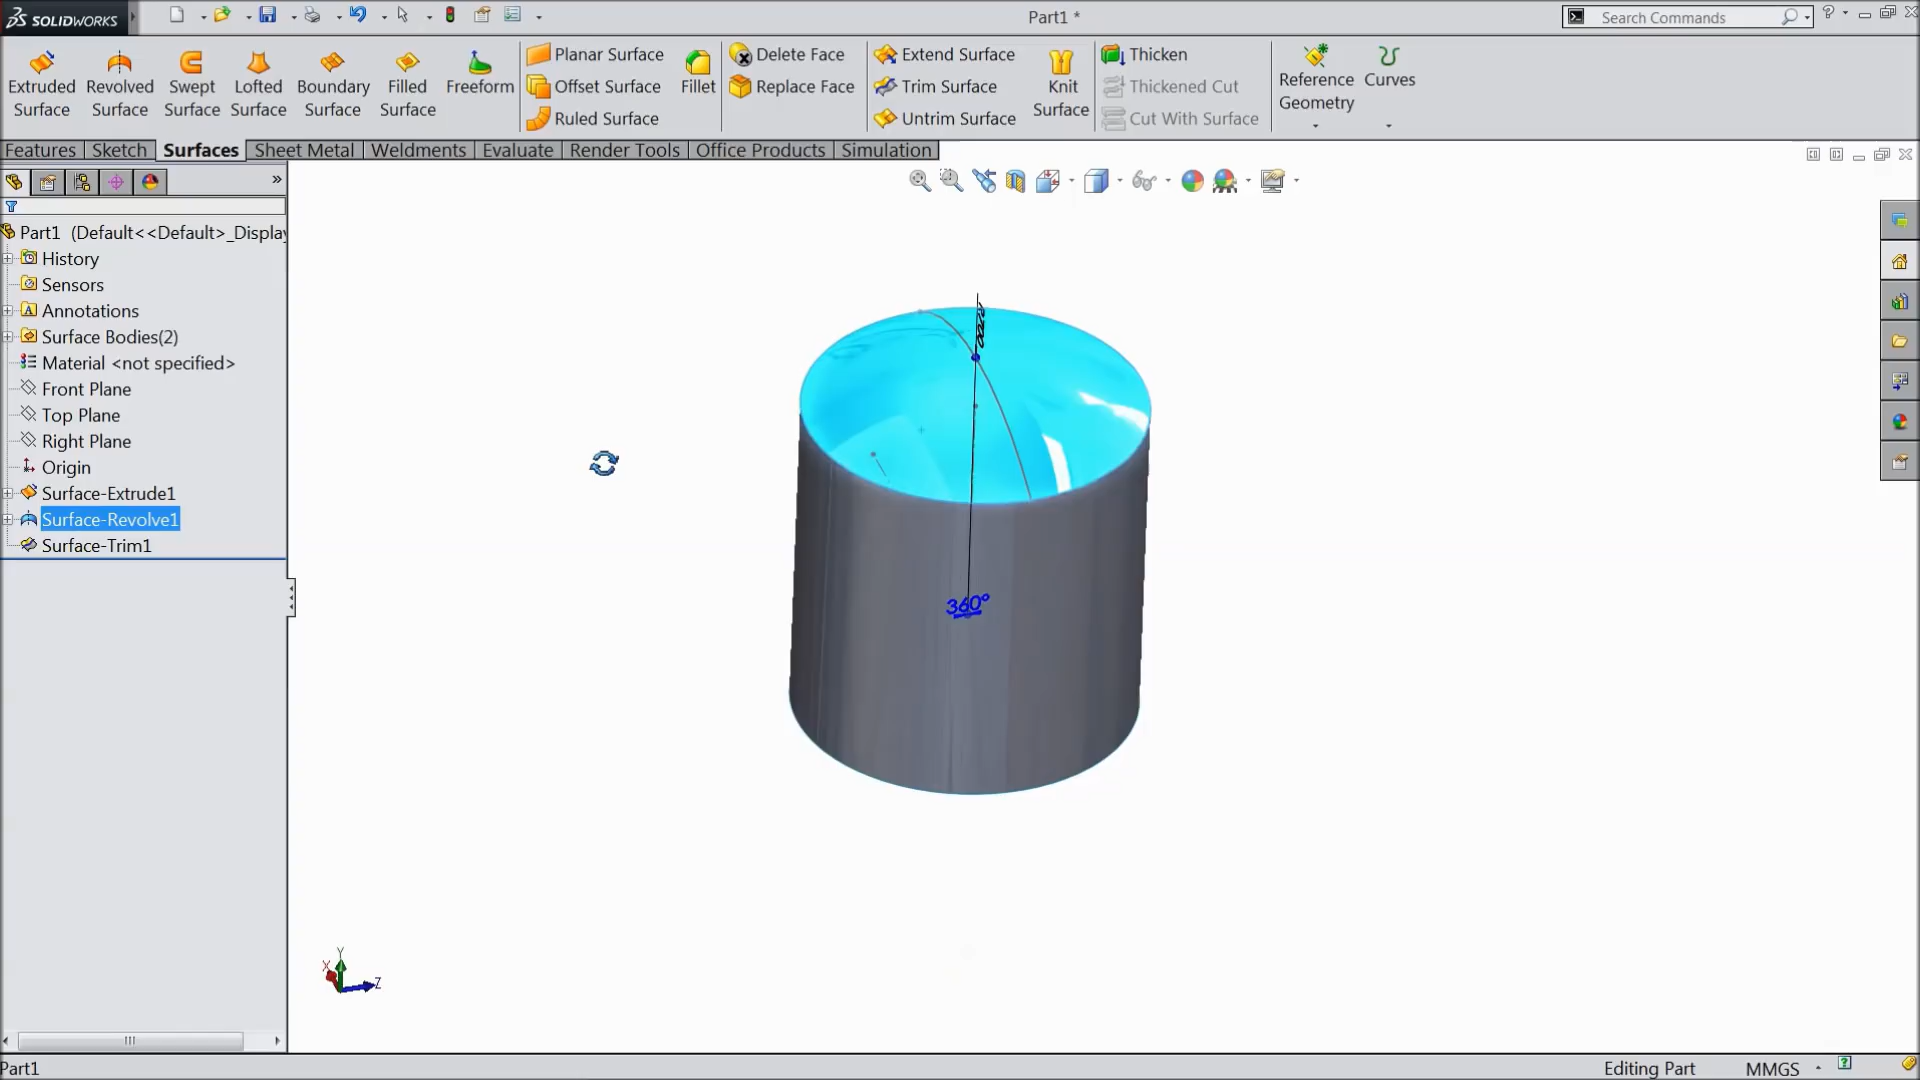 SOLIDWORKS
Part1 *
Search Commands
Extruded Surface
Revolved Surface
Swept Surface
Lofted Surface
Boundary Surface
Filled Surface
Freeform
Planar Surface
Offset Surface
Ruled Surface
Fillet
Delete Face
Replace Face
Extend Surface
Trim Surface
Untrim Surface
Knit Surface
Thicken
Thickened Cut
Cut With Surface
Reference Geometry
Curves
Features Sketch Surfaces Sheet Metal Weldments Evaluate Render Tools Office Products Simulation
Part1 (Default<<Default>_Display
History
Sensors
Annotations
Surface Bodies(2)
Material <not specified>
Front Plane
Top Plane
Right Plane
Origin
Surface-Extrude1
Surface-Revolve1
Surface-Trim1
360°
Y
X
Z
Part1
Editing Part
MMGS